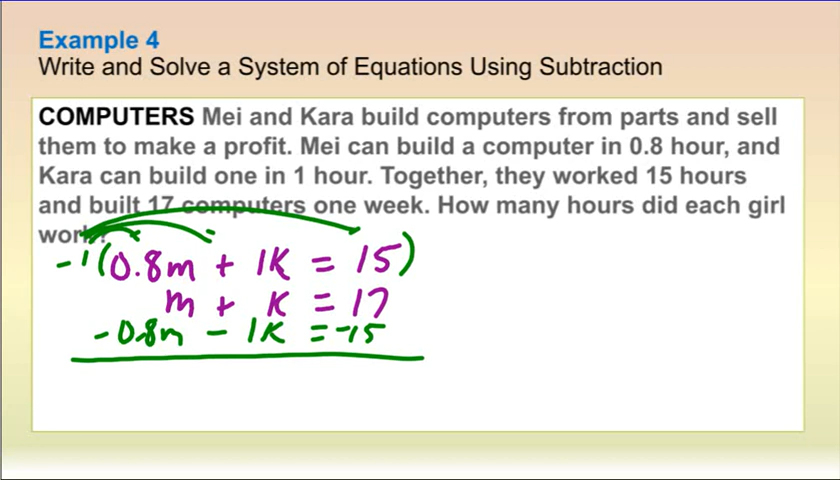 Example 4
Write and Solve a System of Equations Using Subtraction
COMPUTERS Mei and Kara build computers from parts and sell
them to make a profit. Mei can build a computer in 0.8 hour, and
Kara can build one in 1 hour. Together, they worked 15 hours
and built 17 computers one week. How many hours did each girl
work?
-1(0.8m + 1K = 15)
m + K = 17
-0.8m - 1K = -15